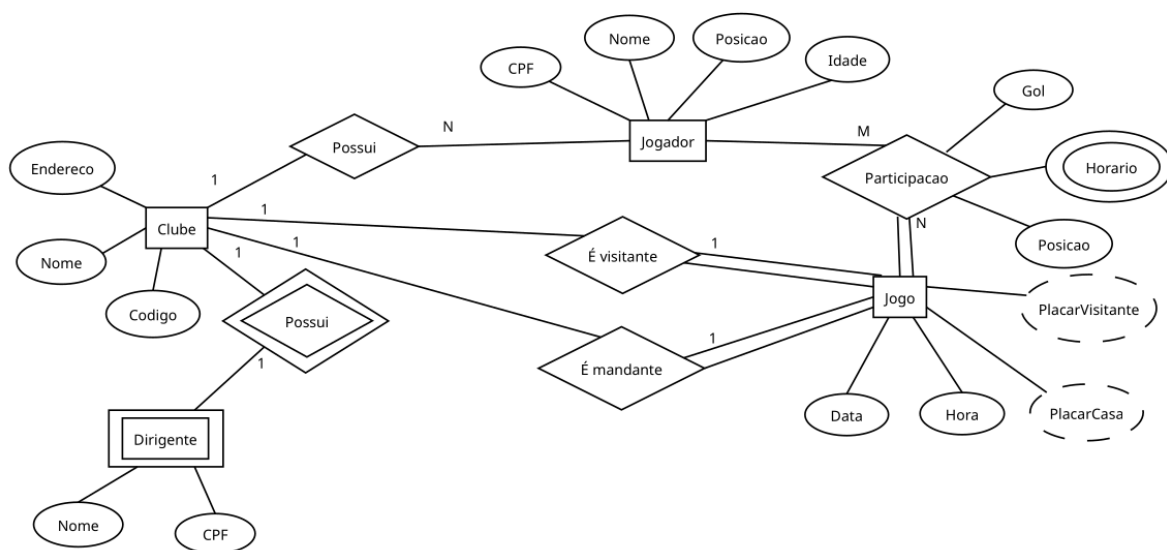 Nome
Posicao
CPF
Idade
Gol
N
M
Possui
Jogador
Endereco
Participacao
Horario
1
1
Clube
N
Nome
1
1
É visitante
1
Posicao
Codigo
Possui
Jogo
PlacarVisitante
1
É mandante
1
Data
Hora
PlacarCasa
Dirigente
Nome
CPF